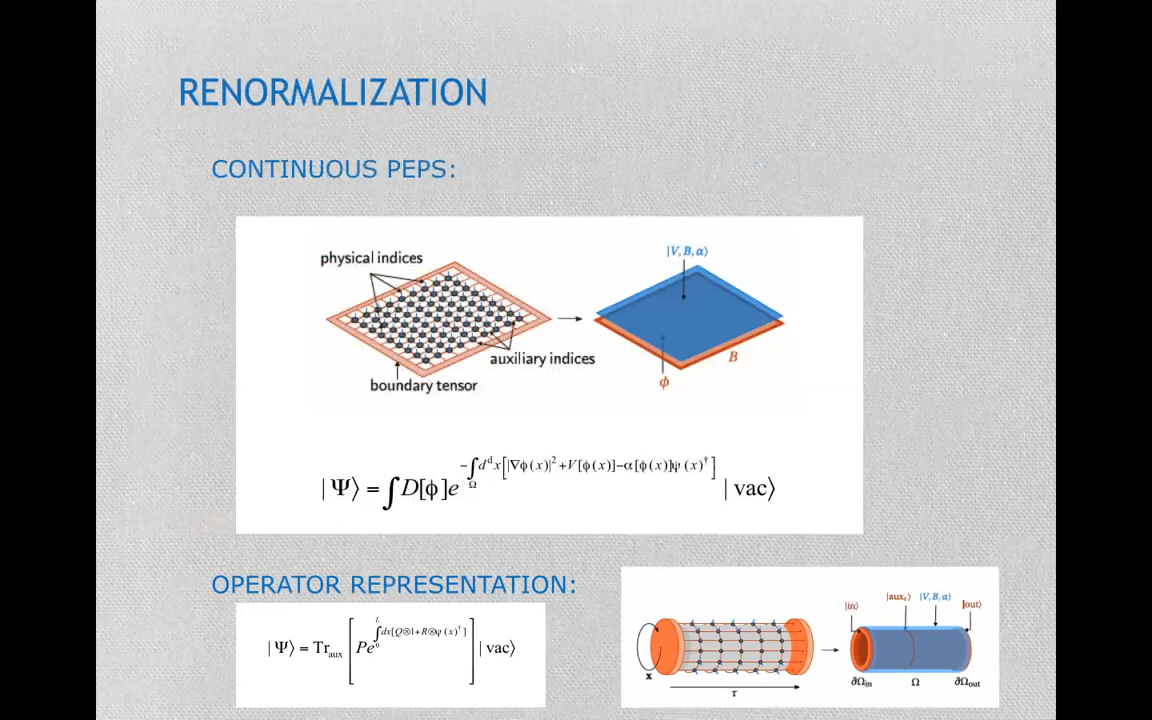 RENORMALIZATION
CONTINUOUS PEPS:
physical indices
auxiliary indices
boundary tensor
|V, B, α⟩
B
ϕ
|Ψ⟩ = ∫ D[ϕ] e^{−∫_Ω d^d x [|∇ϕ(x)|² + V[ϕ(x)] − α[ϕ(x)]ψ(x)†]} |vac⟩
OPERATOR REPRESENTATION:
|Ψ⟩ = Tr_aux [P e^{∫_0^L dx[Q⊗1+R⊗ψ(x)†]}] |vac⟩
x
τ
|in⟩
|aux_τ⟩
|V, B, α⟩
|out⟩
∂Ω_in
Ω
∂Ω_out